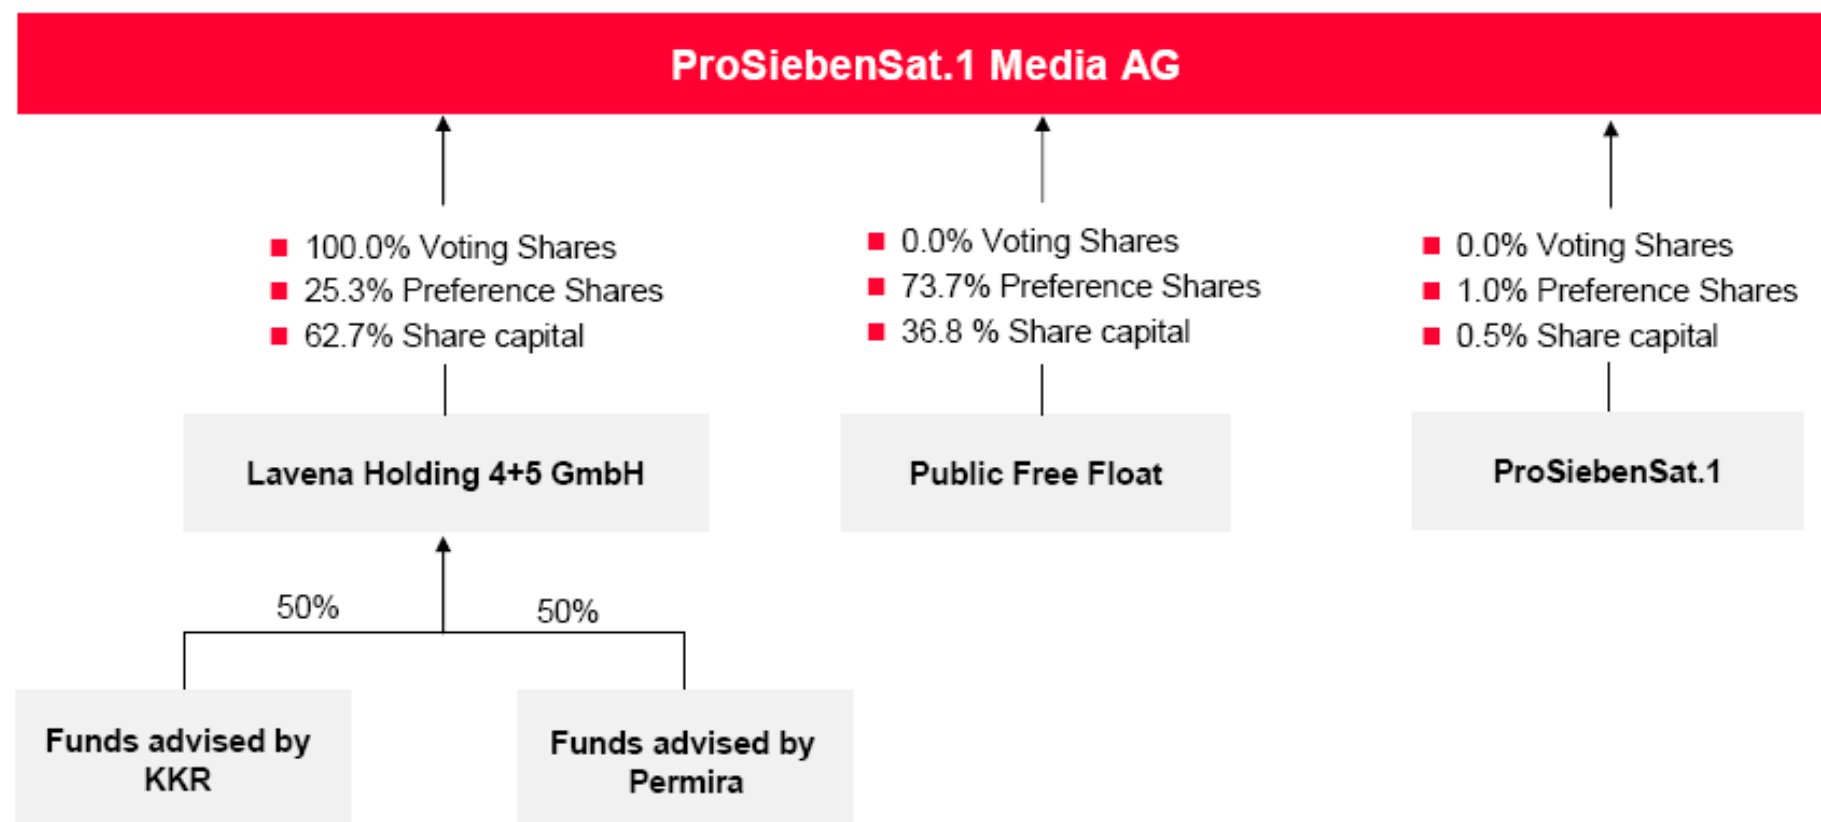 ProSiebenSat.1 Media AG
100.0% Voting Shares
25.3% Preference Shares
62.7% Share capital
0.0% Voting Shares
73.7% Preference Shares
36.8 % Share capital
0.0% Voting Shares
1.0% Preference Shares
0.5% Share capital
Lavena Holding 4+5 GmbH
Public Free Float
ProSiebenSat.1
50%
50%
Funds advised by
KKR
Funds advised by
Permira